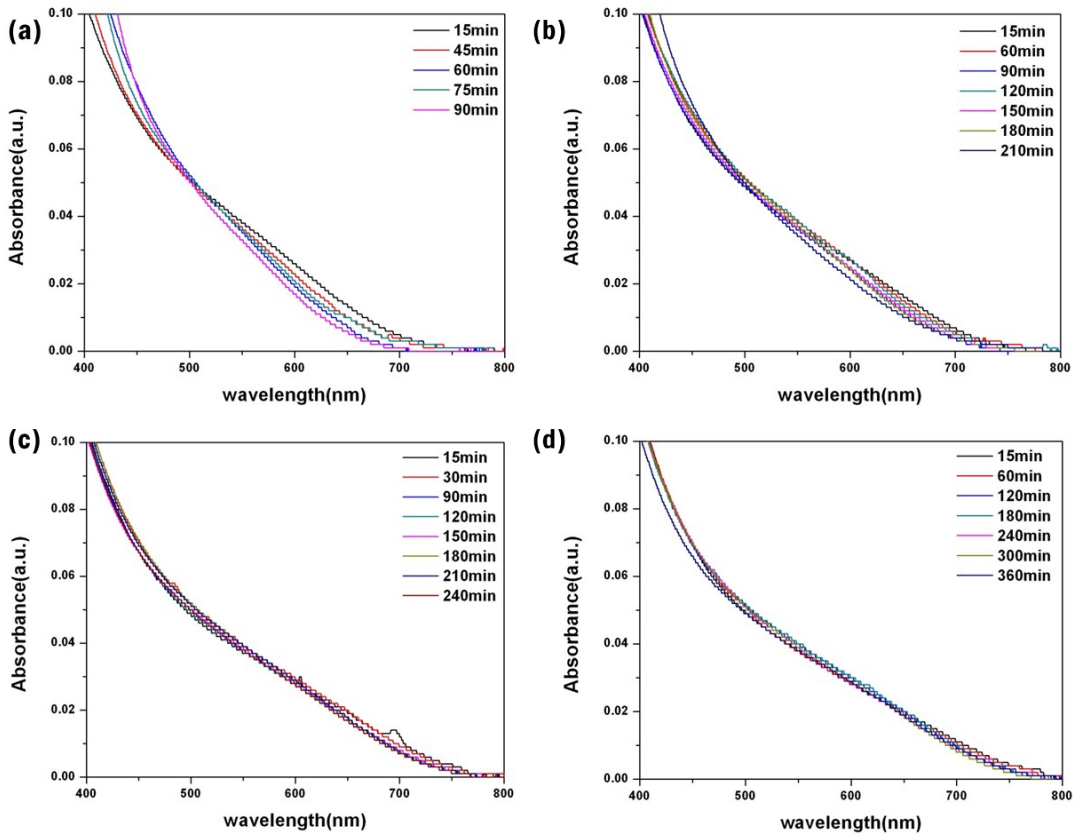 (a)
0.10
0.08
0.06
0.04
0.02
0.00
Absorbance(a.u.)
400
500
600
700
800
wavelength(nm)
15min
45min
60min
75min
90min
(b)
0.10
0.08
0.06
0.04
0.02
0.00
Absorbance(a.u.)
400
500
600
700
800
wavelength(nm)
15min
60min
90min
120min
150min
180min
210min
(c)
0.10
0.08
0.06
0.04
0.02
0.00
Absorbance(a.u.)
400
500
600
700
800
wavelength(nm)
15min
30min
90min
120min
150min
180min
210min
240min
(d)
0.10
0.08
0.06
0.04
0.02
0.00
Absorbance(a.u.)
400
500
600
700
800
wavelength(nm)
15min
60min
120min
180min
240min
300min
360min